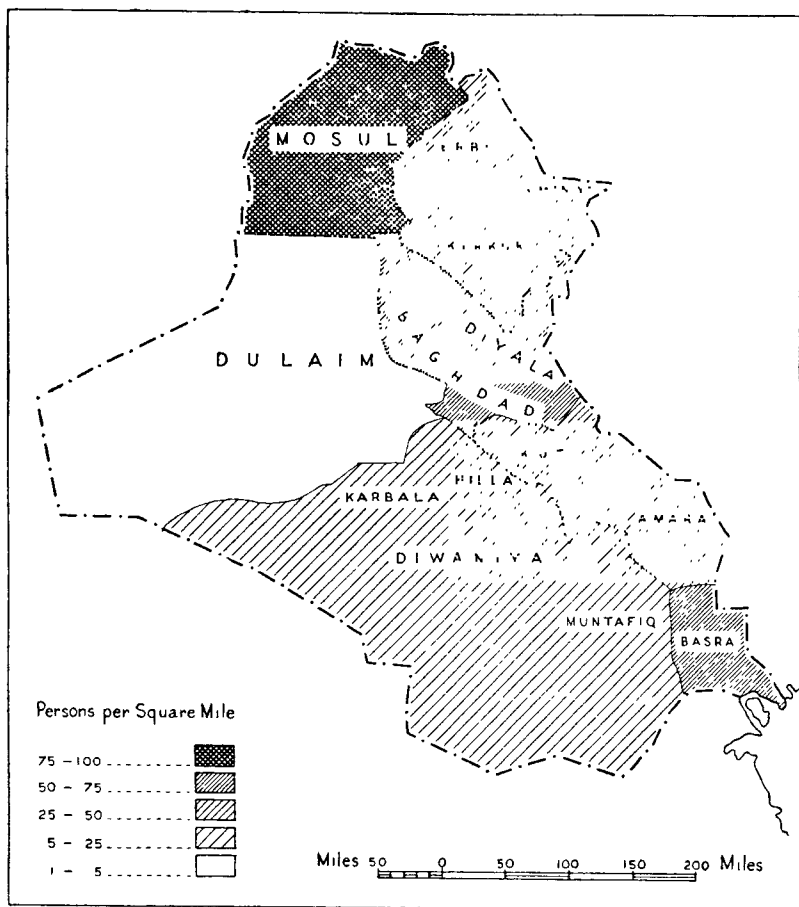 MOSUL
DULAIM
BAGHDAD
DIYALA
KARBALA
HILLA
DIWANIYA
AMARA
MUNTAFIQ
BASRA
Persons per Square Mile
75 - 100
50 - 75
25 - 50
5 - 25
1 - 5
Miles 50 0 50 100 150 200 Miles